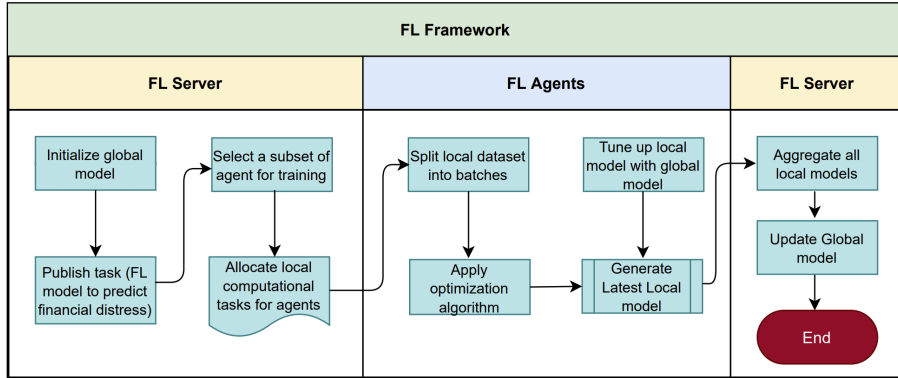 FL Framework
FL Server
FL Agents
FL Server
Initialize global
model
Publish task (FL
model to predict
financial distress)
Select a subset of
agent for training
Allocate local
computational
tasks for agents
Split local dataset
into batches
Apply
optimization
algorithm
Tune up local
model with global
model
Generate
Latest Local
model
Aggregate all
local models
Update Global
model
End